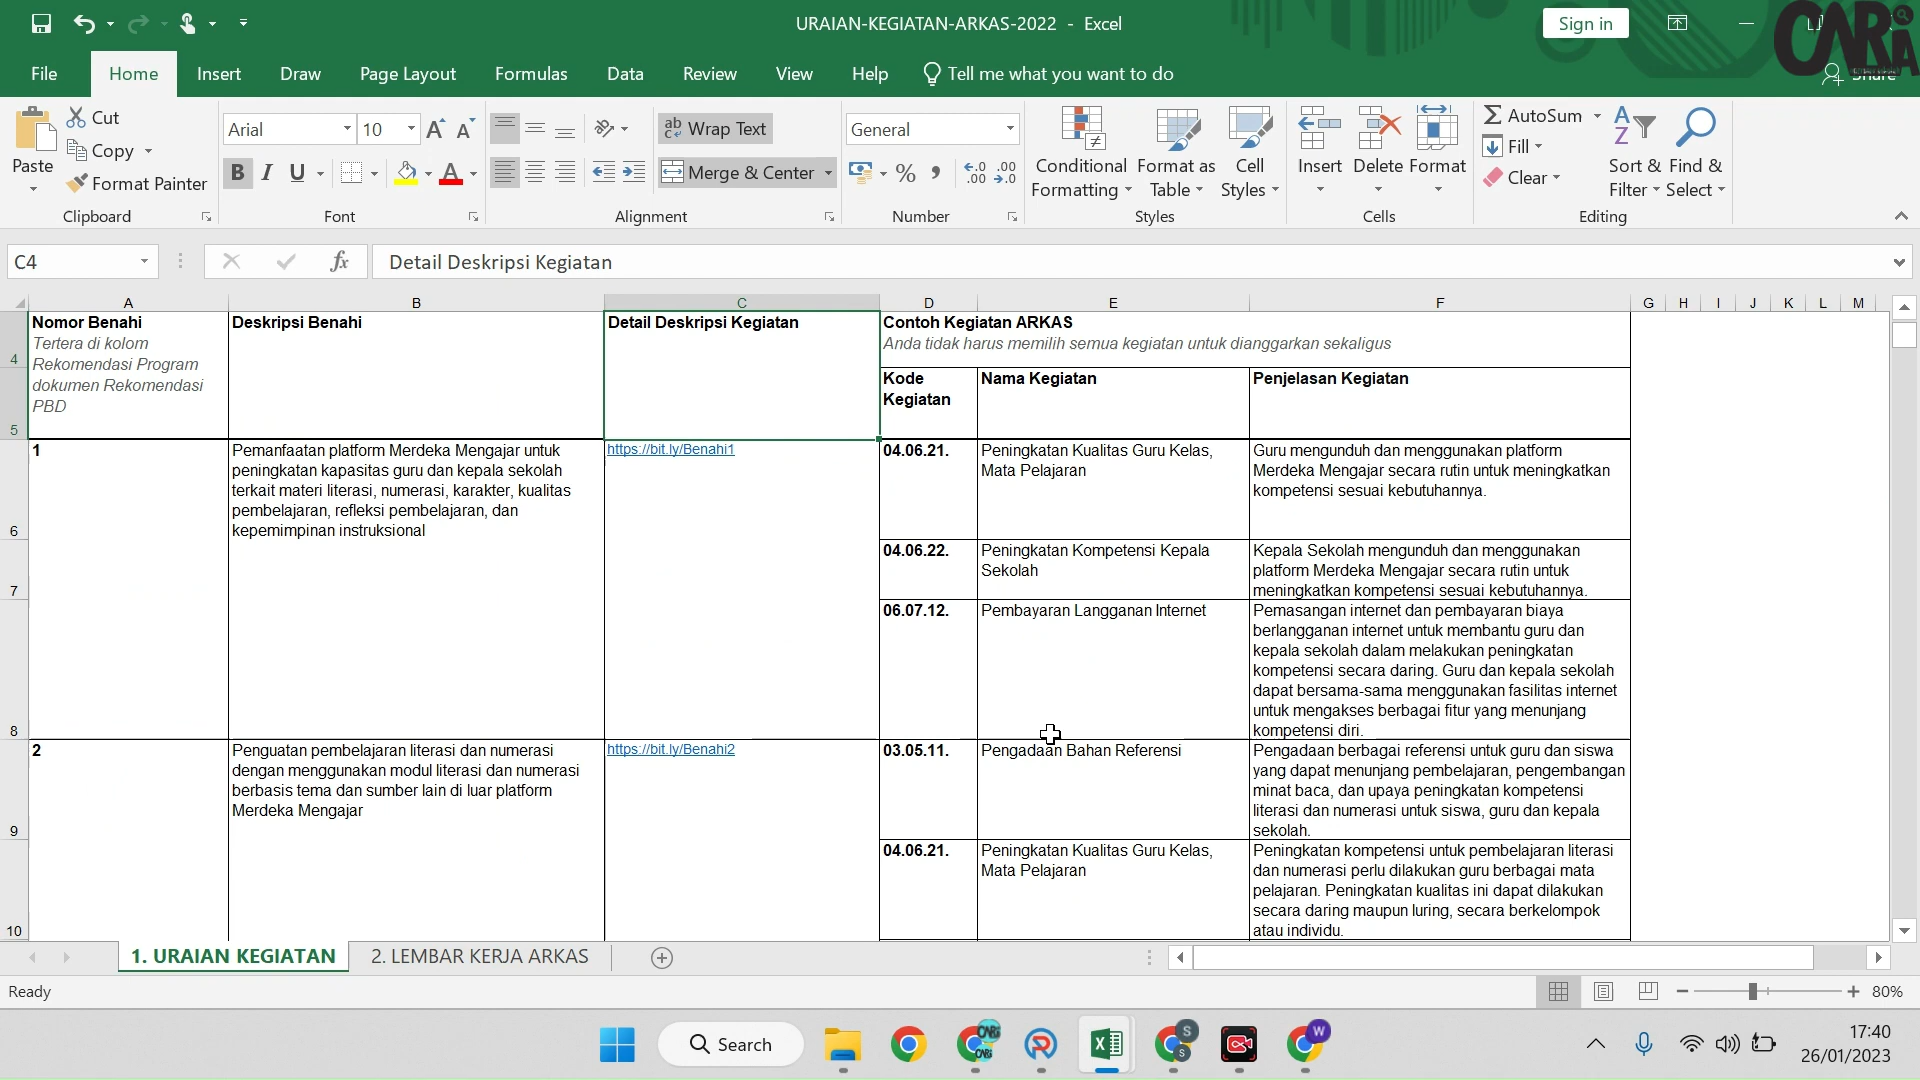 URAIAN-KEGIATAN-ARKAS-2022 - Excel
Sign in
File Home Insert Draw Page Layout Formulas Data Review View Help Tell me what you want to do
Paste
Cut
Copy
Format Painter
Clipboard
Arial 10
B I U
Font
Wrap Text
Merge & Center
Alignment
General
Number
Conditional Formatting
Format as Table
Cell Styles
Styles
Insert Delete Format
Cells
AutoSum
Fill
Clear
Sort & Filter
Find & Select
Editing
C4
fx
Detail Deskripsi Kegiatan
A B C D E F G H I J K L M
4
Nomor Benahi
Tertera di kolom
Rekomendasi Program
dokumen Rekomendasi
PBD
Deskripsi Benahi
Detail Deskripsi Kegiatan
Contoh Kegiatan ARKAS
Anda tidak harus memilih semua kegiatan untuk dianggarkan sekaligus
5
Kode
Kegiatan
Nama Kegiatan
Penjelasan Kegiatan
6
1
Pemanfaatan platform Merdeka Mengajar untuk
peningkatan kapasitas guru dan kepala sekolah
terkait materi literasi, numerasi, karakter, kualitas
pembelajaran, refleksi pembelajaran, dan
kepemimpinan instruksional
https://bit.ly/Benahi1
04.06.21.
Peningkatan Kualitas Guru Kelas,
Mata Pelajaran
Guru mengunduh dan menggunakan platform
Merdeka Mengajar secara rutin untuk meningkatkan
kompetensi sesuai kebutuhannya.
7
04.06.22.
Peningkatan Kompetensi Kepala
Sekolah
Kepala Sekolah mengunduh dan menggunakan
platform Merdeka Mengajar secara rutin untuk
meningkatkan kompetensi sesuai kebutuhannya.
8
06.07.12.
Pembayaran Langganan Internet
Pemasangan internet dan pembayaran biaya
berlangganan internet untuk membantu guru dan
kepala sekolah dalam melakukan peningkatan
kompetensi secara daring. Guru dan kepala sekolah
dapat bersama-sama menggunakan fasilitas internet
untuk mengakses berbagai fitur yang menunjang
kompetensi diri.
9
2
Penguatan pembelajaran literasi dan numerasi
dengan menggunakan modul literasi dan numerasi
berbasis tema dan sumber lain di luar platform
Merdeka Mengajar
https://bit.ly/Benahi2
03.05.11.
Pengadaan Bahan Referensi
Pengadaan berbagai referensi untuk guru dan siswa
yang dapat menunjang pembelajaran, pengembangan
minat baca, dan upaya peningkatan kompetensi
literasi dan numerasi untuk siswa, guru dan kepala
sekolah.
10
04.06.21.
Peningkatan Kualitas Guru Kelas,
Mata Pelajaran
Peningkatan kompetensi untuk pembelajaran literasi
dan numerasi perlu dilakukan guru berbagai mata
pelajaran. Peningkatan kualitas ini dapat dilakukan
secara daring maupun luring, secara berkelompok
atau individu.
1. URAIAN KEGIATAN
2. LEMBAR KERJA ARKAS
Ready
80%
Search
17:40
26/01/2023